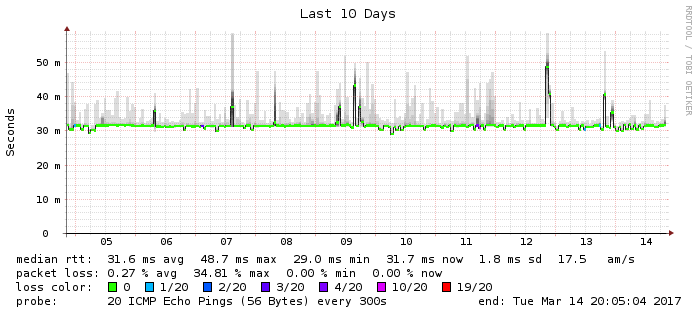 Last 10 Days
RRDTOOL / TOBI OETIKER
Seconds
50 m
40 m
30 m
20 m
10 m
0
05 06 07 08 09 10 11 12 13 14
median rtt: 31.6 ms avg 48.7 ms max 29.0 ms min 31.7 ms now 1.8 ms sd 17.5 am/s
packet loss: 0.27 % avg 34.81 % max 0.00 % min 0.00 % now
loss color: 0 1/20 2/20 3/20 4/20 10/20 19/20
probe: 20 ICMP Echo Pings (56 Bytes) every 300s end: Tue Mar 14 20:05:04 2017